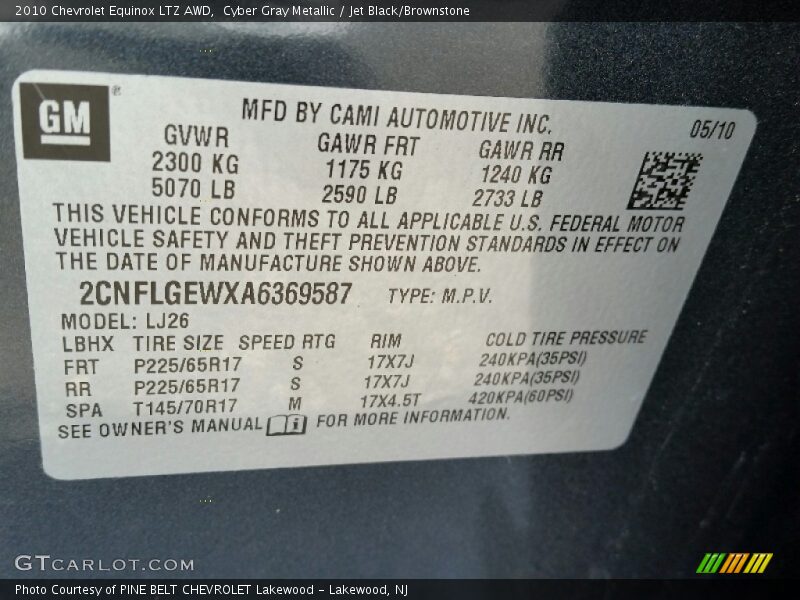 2010 Chevrolet Equinox LTZ AWD,  Cyber Gray Metallic / Jet Black/Brownstone
GM ®
MFD BY CAMI AUTOMOTIVE INC.
05/10
GVWR GAWR FRT GAWR RR
2300 KG 1175 KG 1240 KG
5070 LB 2590 LB 2733 LB
THIS VEHICLE CONFORMS TO ALL APPLICABLE U.S. FEDERAL MOTOR
VEHICLE SAFETY AND THEFT PREVENTION STANDARDS IN EFFECT ON
THE DATE OF MANUFACTURE SHOWN ABOVE.
2CNFLGEWXA6369587 TYPE: M.P.V.
MODEL: LJ26
LBHX TIRE SIZE SPEED RTG RIM COLD TIRE PRESSURE
FRT P225/65R17 S 17X7J 240KPA(35PSI)
RR P225/65R17 S 17X7J 240KPA(35PSI)
SPA T145/70R17 M 17X4.5T 420KPA(60PSI)
SEE OWNER'S MANUAL i FOR MORE INFORMATION.
GTCARLOT.COM
Photo Courtesy of PINE BELT CHEVROLET Lakewood - Lakewood, NJ